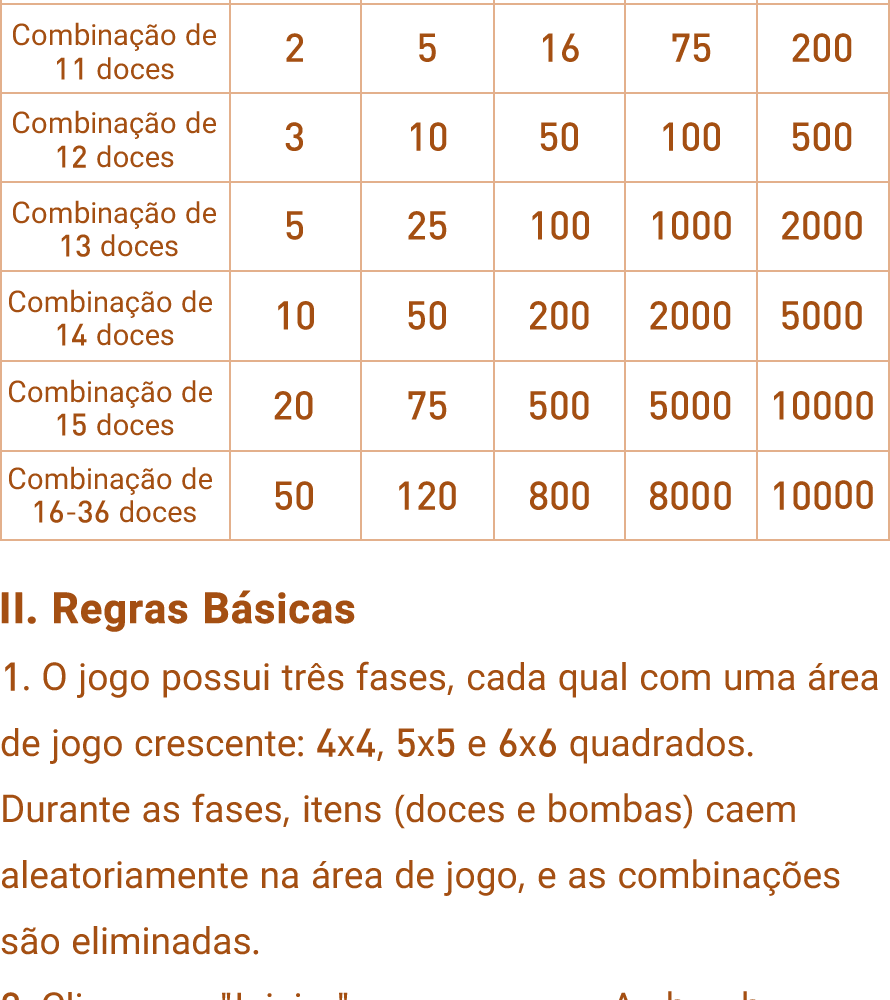 Combinação de
11 doces 2 5 16 75 200
Combinação de
12 doces 3 10 50 100 500
Combinação de
13 doces 5 25 100 1000 2000
Combinação de
14 doces 10 50 200 2000 5000
Combinação de
15 doces 20 75 500 5000 10000
Combinação de
16-36 doces 50 120 800 8000 10000
II. Regras Básicas
1. O jogo possui três fases, cada qual com uma área
de jogo crescente: 4x4, 5x5 e 6x6 quadrados.
Durante as fases, itens (doces e bombas) caem
aleatoriamente na área de jogo, e as combinações
são eliminadas.